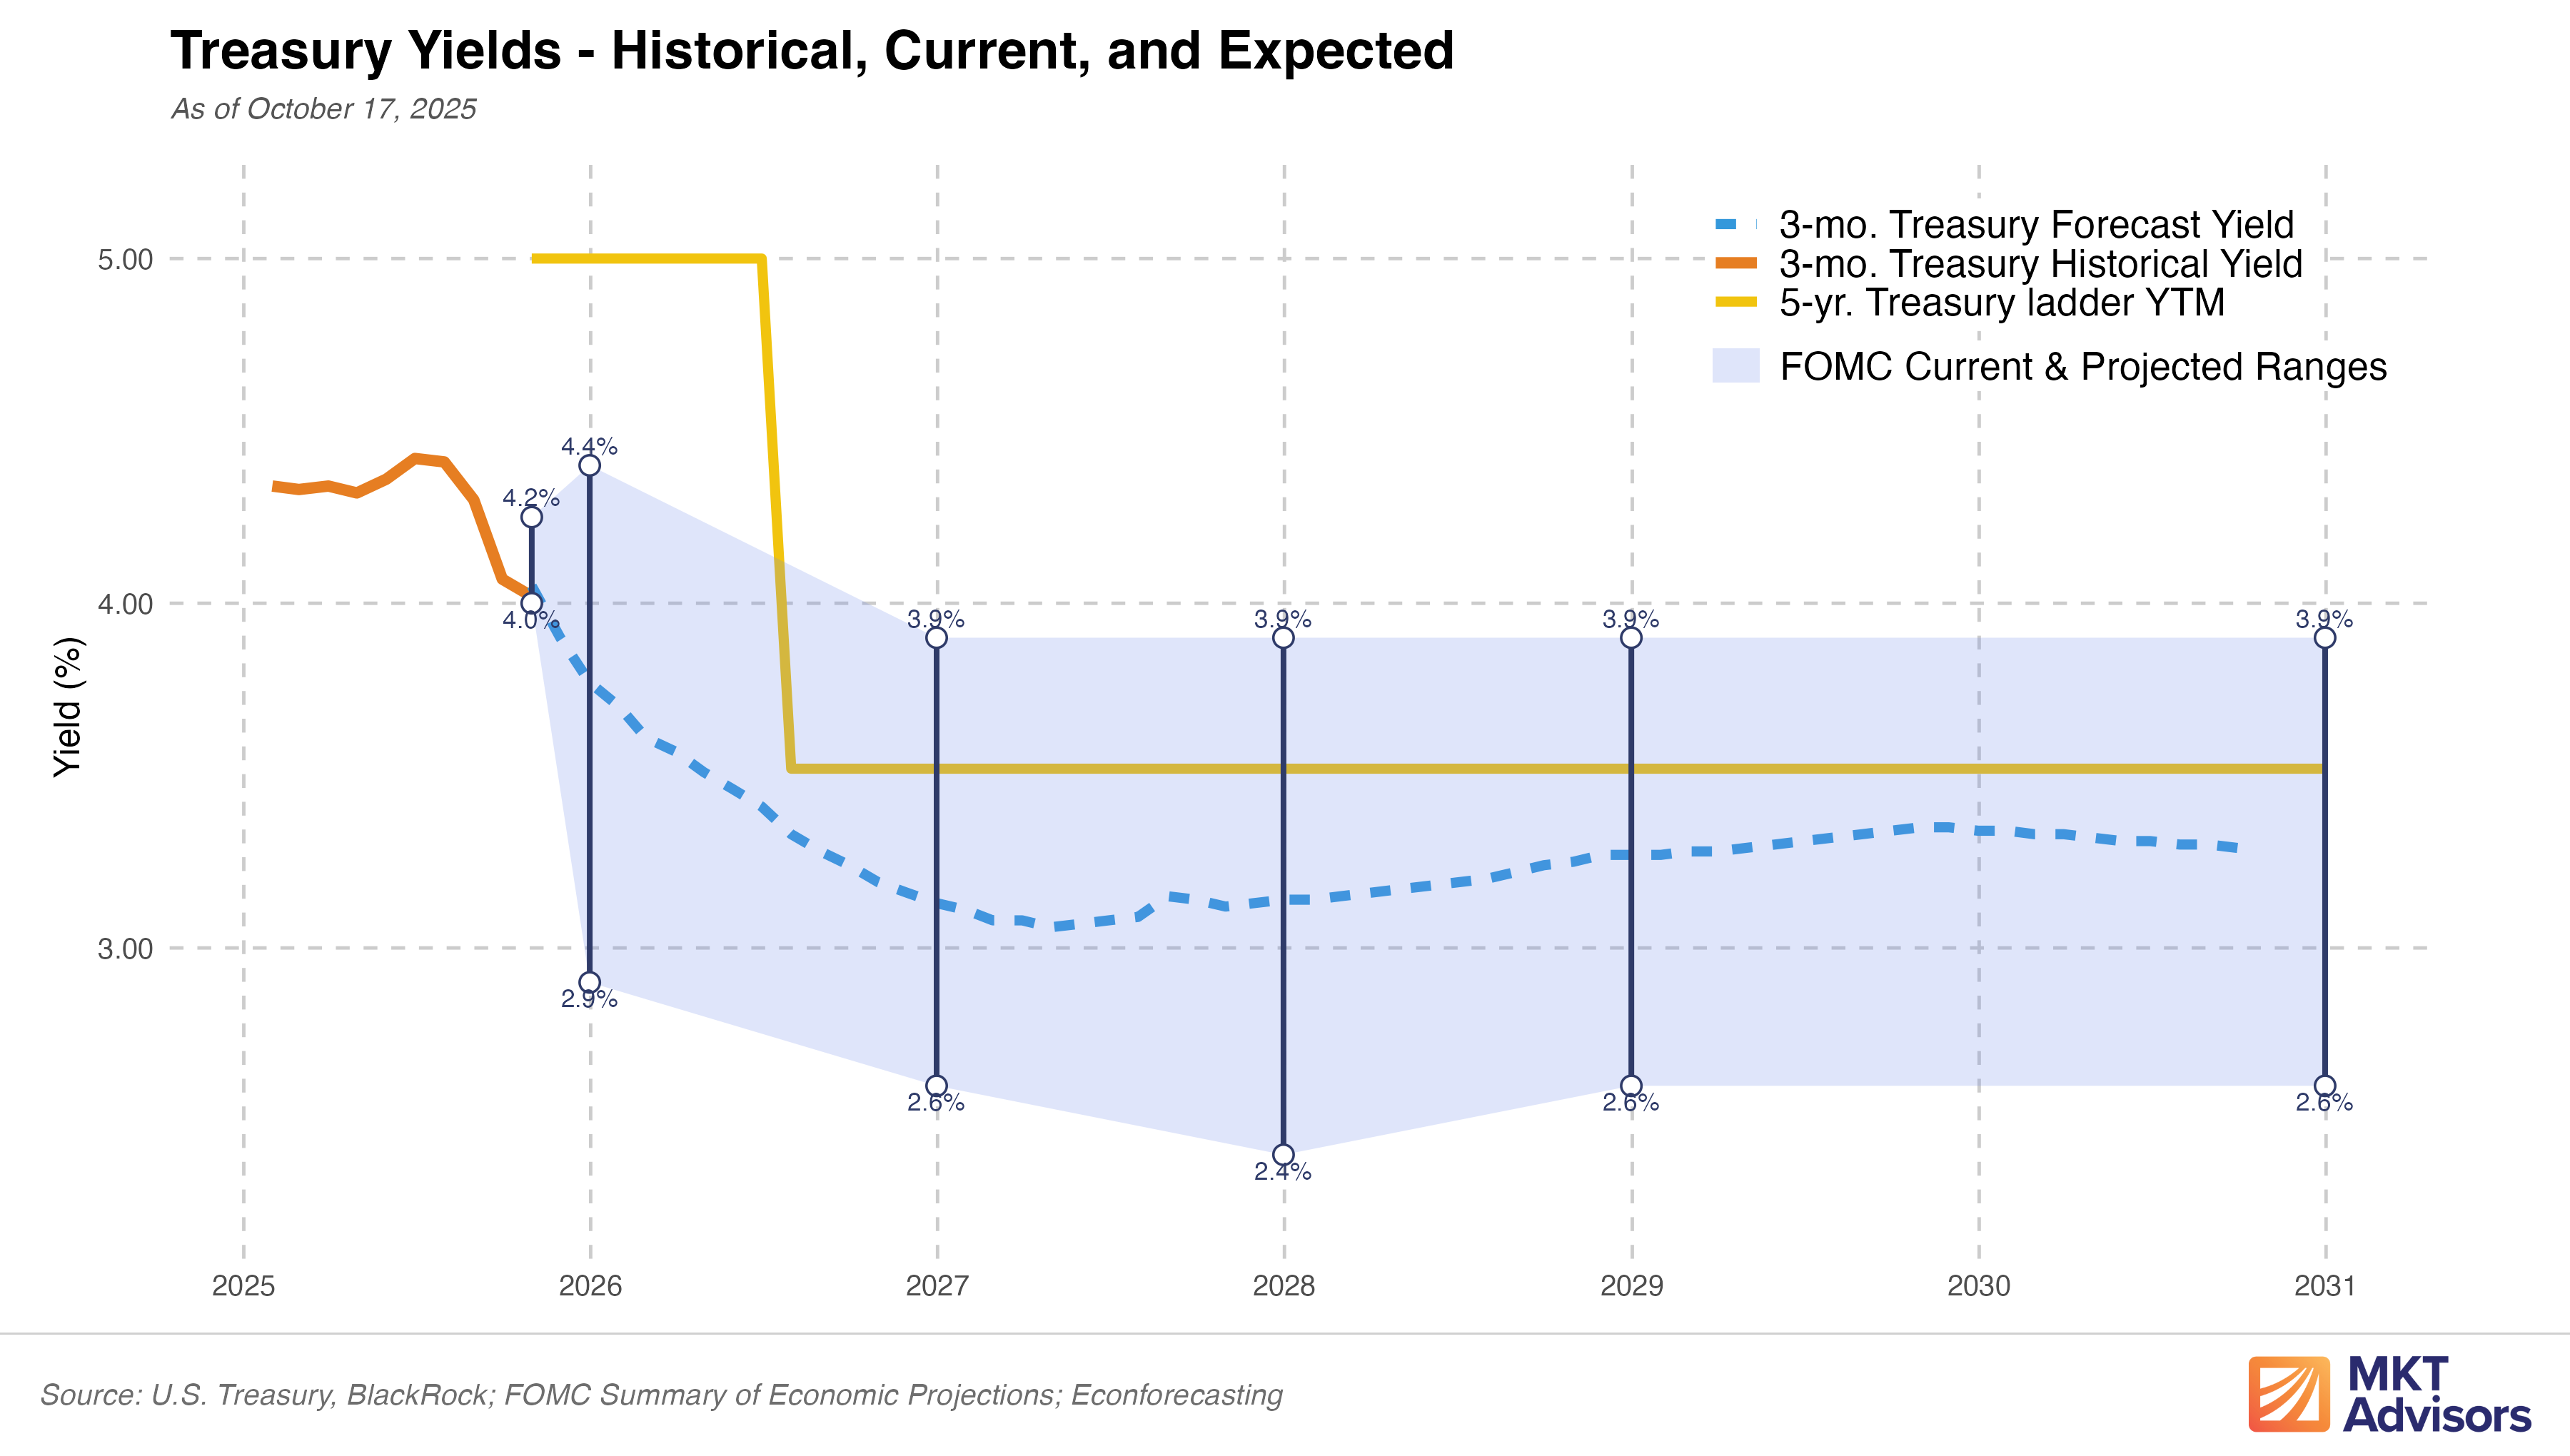 Treasury Yields - Historical, Current, and Expected
As of October 17, 2025
3-mo. Treasury Forecast Yield
3-mo. Treasury Historical Yield
5-yr. Treasury ladder YTM
FOMC Current & Projected Ranges
Yield (%)
5.00
4.00
3.00
4.2%
4.0%
4.4%
2.9%
3.9%
2.6%
3.9%
2.4%
3.9%
2.6%
3.9%
2.6%
2025
2026
2027
2028
2029
2030
2031
Source: U.S. Treasury, BlackRock; FOMC Summary of Economic Projections; Econforecasting
MKT
Advisors